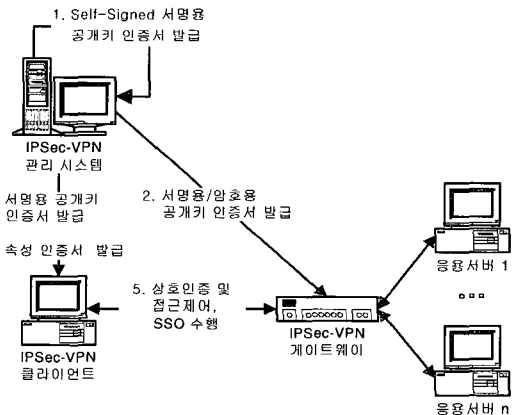 1. Self-Signed 서명용
공개키 인증서 발급
IPSec-VPN
관리 시스템
서명용 공개키
인증서 발급
2. 서명용/암호용
공개키 인증서 발급
속성 인증서 발급
응용서버 1
5. 상호인증 및
접근제어,
SSO 수행
IPSec-VPN
게이트웨이
IPSec-VPN
클라이언트
응용서버 n